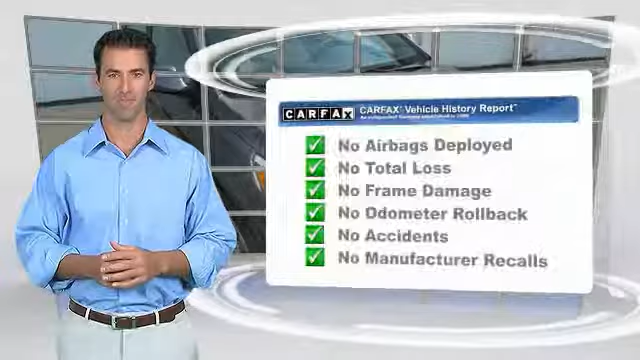 CARFAX CARFAX Vehicle History Report™
No Airbags Deployed
No Total Loss
No Frame Damage
No Odometer Rollback
No Accidents
No Manufacturer Recalls